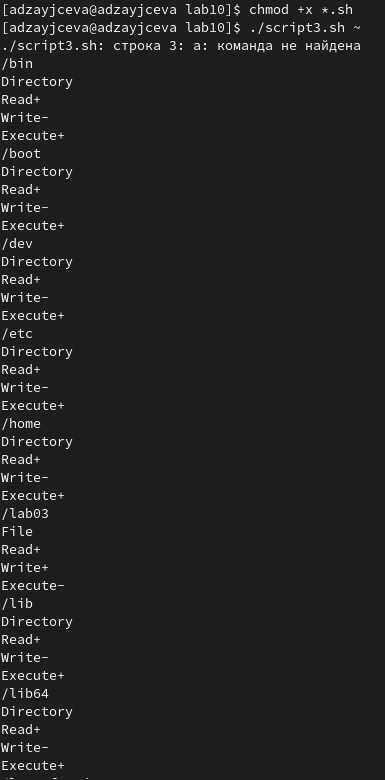 [adzayjceva@adzayjceva lab10]$ chmod +x *.sh
[adzayjceva@adzayjceva lab10]$ ./script3.sh ~
./script3.sh: строка 3: a: команда не найдена
/bin
Directory
Read+
Write-
Execute+
/boot
Directory
Read+
Write-
Execute+
/dev
Directory
Read+
Write-
Execute+
/etc
Directory
Read+
Write-
Execute+
/home
Directory
Read+
Write-
Execute+
/lab03
File
Read+
Write+
Execute-
/lib
Directory
Read+
Write-
Execute+
/lib64
Directory
Read+
Write-
Execute+